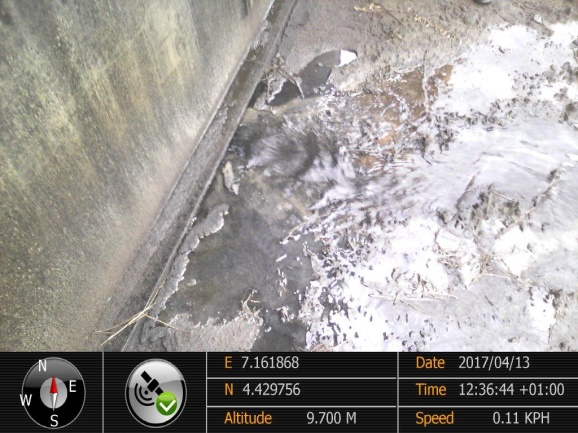 N
W E
S
E 7.161868
N 4.429756
Altitude 9.700 M
Date 2017/04/13
Time 12:36:44 +01:00
Speed 0.11 KPH